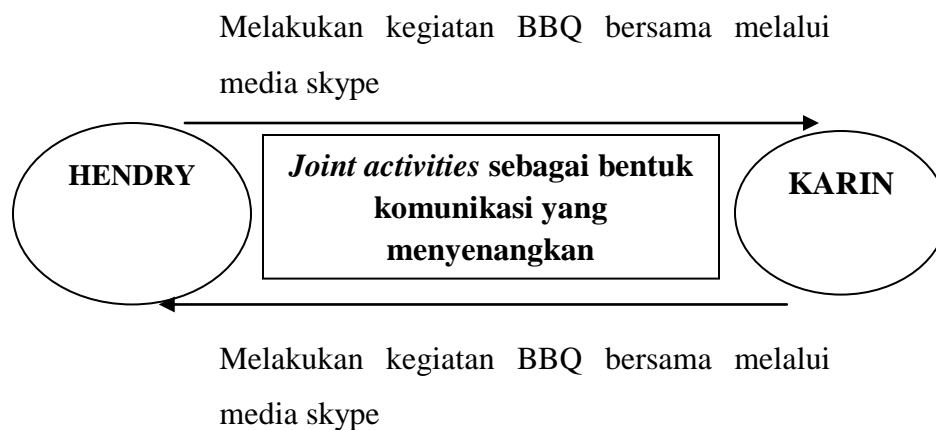 Melakukan kegiatan BBQ bersama melalui
media skype
HENDRY
Joint activities sebagai bentuk
komunikasi yang
menyenangkan
KARIN
Melakukan kegiatan BBQ bersama melalui
media skype